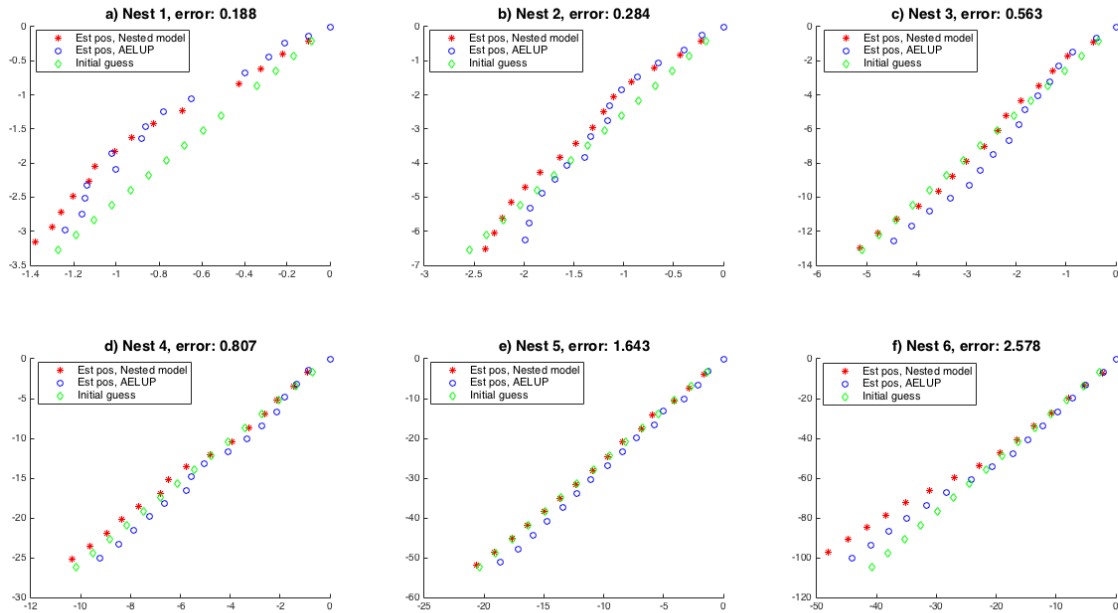 a) Nest 1, error: 0.188
Est pos, Nested model
Est pos, AELUP
Initial guess
0
-0.5
-1
-1.5
-2
-2.5
-3
-3.5
-1.4 -1.2 -1 -0.8 -0.6 -0.4 -0.2 0
b) Nest 2, error: 0.284
Est pos, Nested model
Est pos, AELUP
Initial guess
0
-1
-2
-3
-4
-5
-6
-7
-3 -2.5 -2 -1.5 -1 -0.5 0
c) Nest 3, error: 0.563
Est pos, Nested model
Est pos, AELUP
Initial guess
0
-2
-4
-6
-8
-10
-12
-14
-6 -5 -4 -3 -2 -1 0
d) Nest 4, error: 0.807
Est pos, Nested model
Est pos, AELUP
Initial guess
0
-5
-10
-15
-20
-25
-30
-12 -10 -8 -6 -4 -2 0
e) Nest 5, error: 1.643
Est pos, Nested model
Est pos, AELUP
Initial guess
0
-10
-20
-30
-40
-50
-60
-25 -20 -15 -10 -5 0
f) Nest 6, error: 2.578
Est pos, Nested model
Est pos, AELUP
Initial guess
0
-20
-40
-60
-80
-100
-120
-50 -40 -30 -20 -10 0